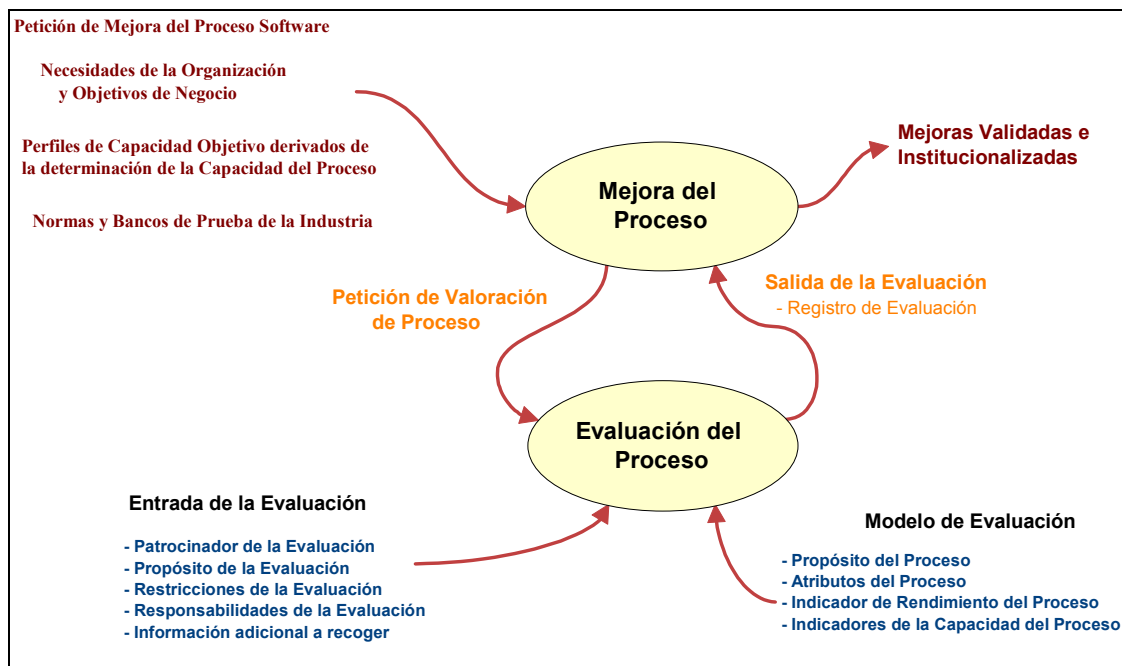 Petición de Mejora del Proceso Software
Necesidades de la Organización
y Objetivos de Negocio
Perfiles de Capacidad Objetivo derivados de
la determinación de la Capacidad del Proceso
Normas y Bancos de Prueba de la Industria
Mejora del
Proceso
Mejoras Validadas e
Institucionalizadas
Petición de Valoración
de Proceso
Salida de la Evaluación
- Registro de Evaluación
Evaluación del
Proceso
Entrada de la Evaluación
- Patrocinador de la Evaluación
- Propósito de la Evaluación
- Restricciones de la Evaluación
- Responsabilidades de la Evaluación
- Información adicional a recoger
Modelo de Evaluación
- Propósito del Proceso
- Atributos del Proceso
- Indicador de Rendimiento del Proceso
- Indicadores de la Capacidad del Proceso